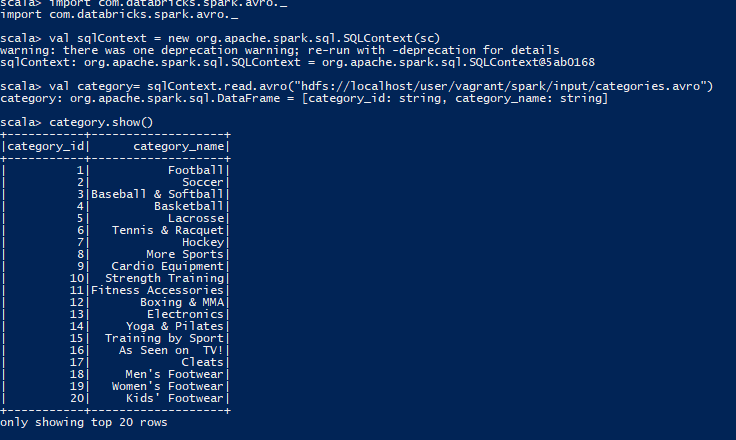 scala> import com.databricks.spark.avro._
import com.databricks.spark.avro._

scala> val sqlContext = new org.apache.spark.sql.SQLContext(sc)
warning: there was one deprecation warning; re-run with -deprecation for details
sqlContext: org.apache.spark.sql.SQLContext = org.apache.spark.sql.SQLContext@5ab0168

scala> val category= sqlContext.read.avro("hdfs://localhost/user/vagrant/spark/input/categories.avro")
category: org.apache.spark.sql.DataFrame = [category_id: string, category_name: string]

scala> category.show()
+-----------+-------------------+
|category_id|      category_name|
+-----------+-------------------+
|          1|           Football|
|          2|             Soccer|
|          3|Baseball & Softball|
|          4|         Basketball|
|          5|           Lacrosse|
|          6|   Tennis & Racquet|
|          7|             Hockey|
|          8|        More Sports|
|          9|   Cardio Equipment|
|         10|  Strength Training|
|         11|Fitness Accessories|
|         12|       Boxing & MMA|
|         13|        Electronics|
|         14|     Yoga & Pilates|
|         15|  Training by Sport|
|         16|    As Seen on  TV!|
|         17|             Cleats|
|         18|     Men's Footwear|
|         19|   Women's Footwear|
|         20|     Kids' Footwear|
+-----------+-------------------+
only showing top 20 rows